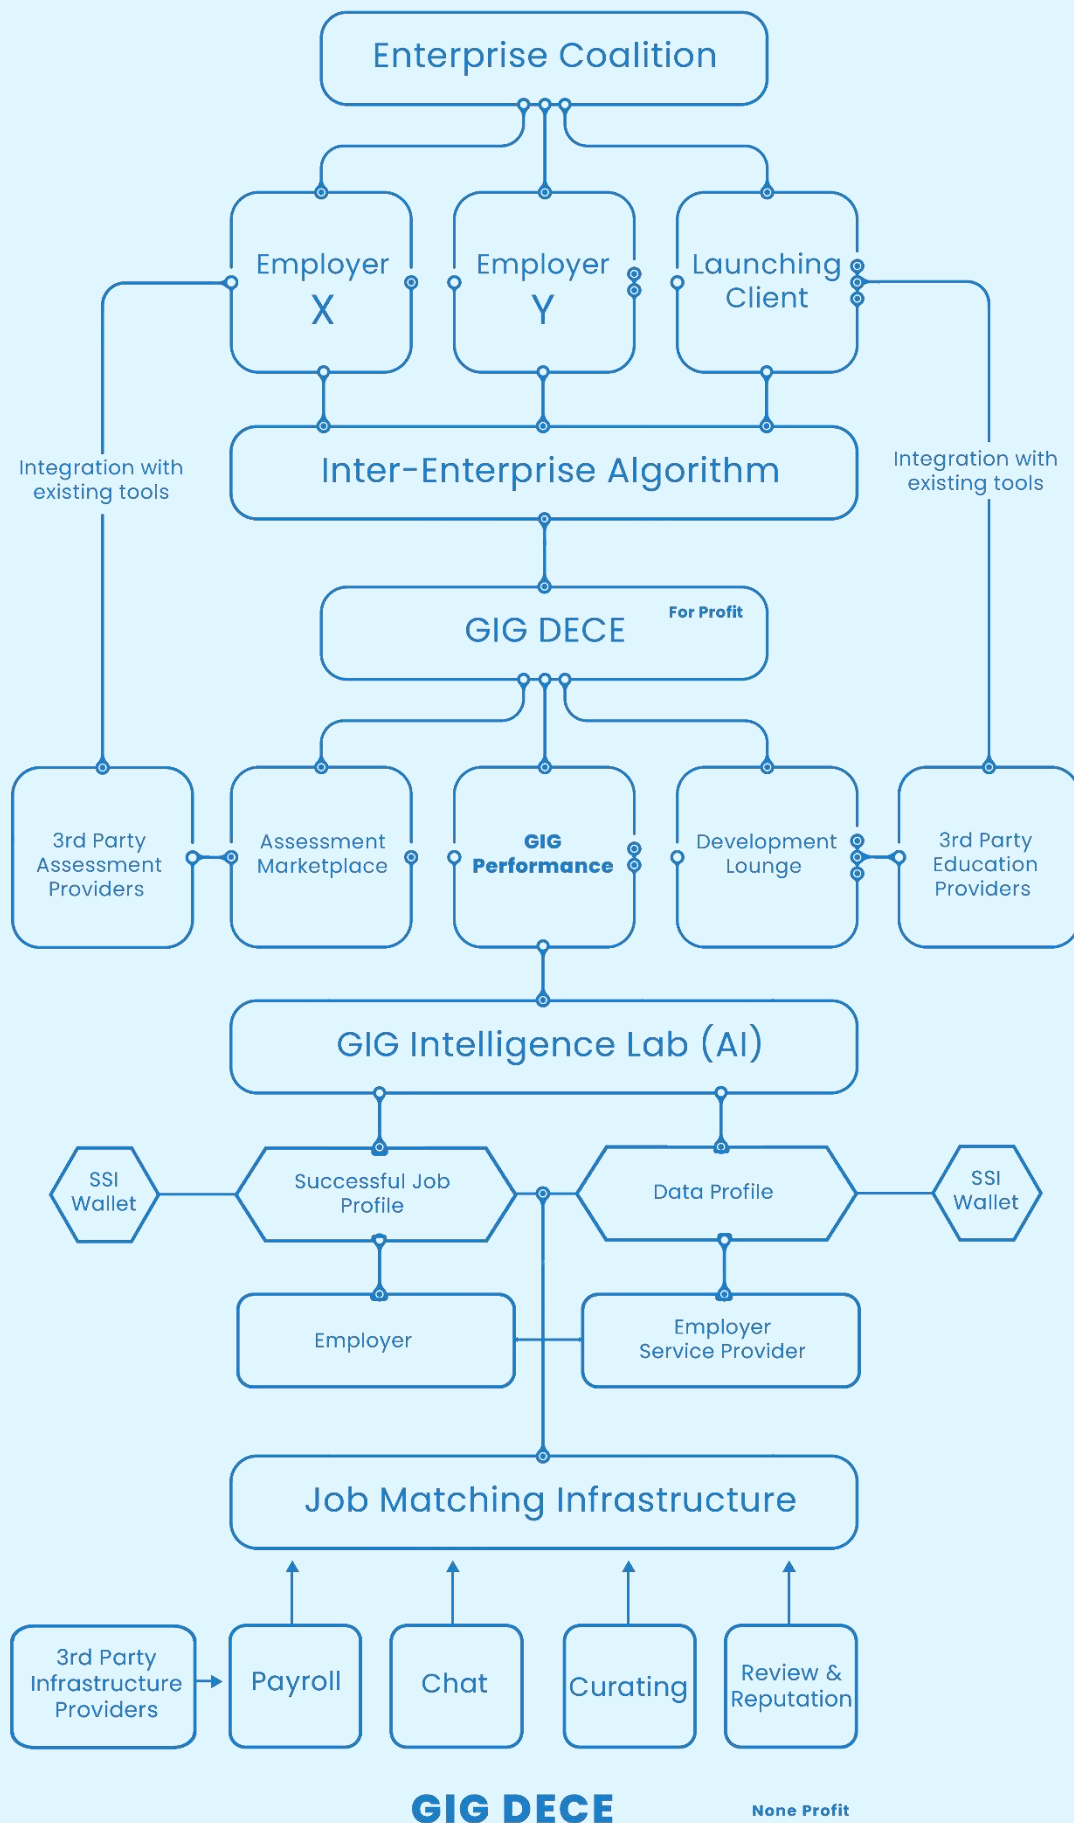 Enterprise Coalition
Employer
X
Employer
Y
Launching
Client
Integration with
existing tools
Inter-Enterprise Algorithm
Integration with
existing tools
GIG DECE
For Profit
3rd Party
Assessment
Providers
Assessment
Marketplace
GIG
Performance
Development
Lounge
3rd Party
Education
Providers
GIG Intelligence Lab (AI)
SSI
Wallet
Successful Job
Profile
Data Profile
SSI
Wallet
Employer
Employer
Service Provider
Job Matching Infrastructure
3rd Party
Infrastructure
Providers
Payroll
Chat
Curating
Review &
Reputation
GIG DECE
None Profit